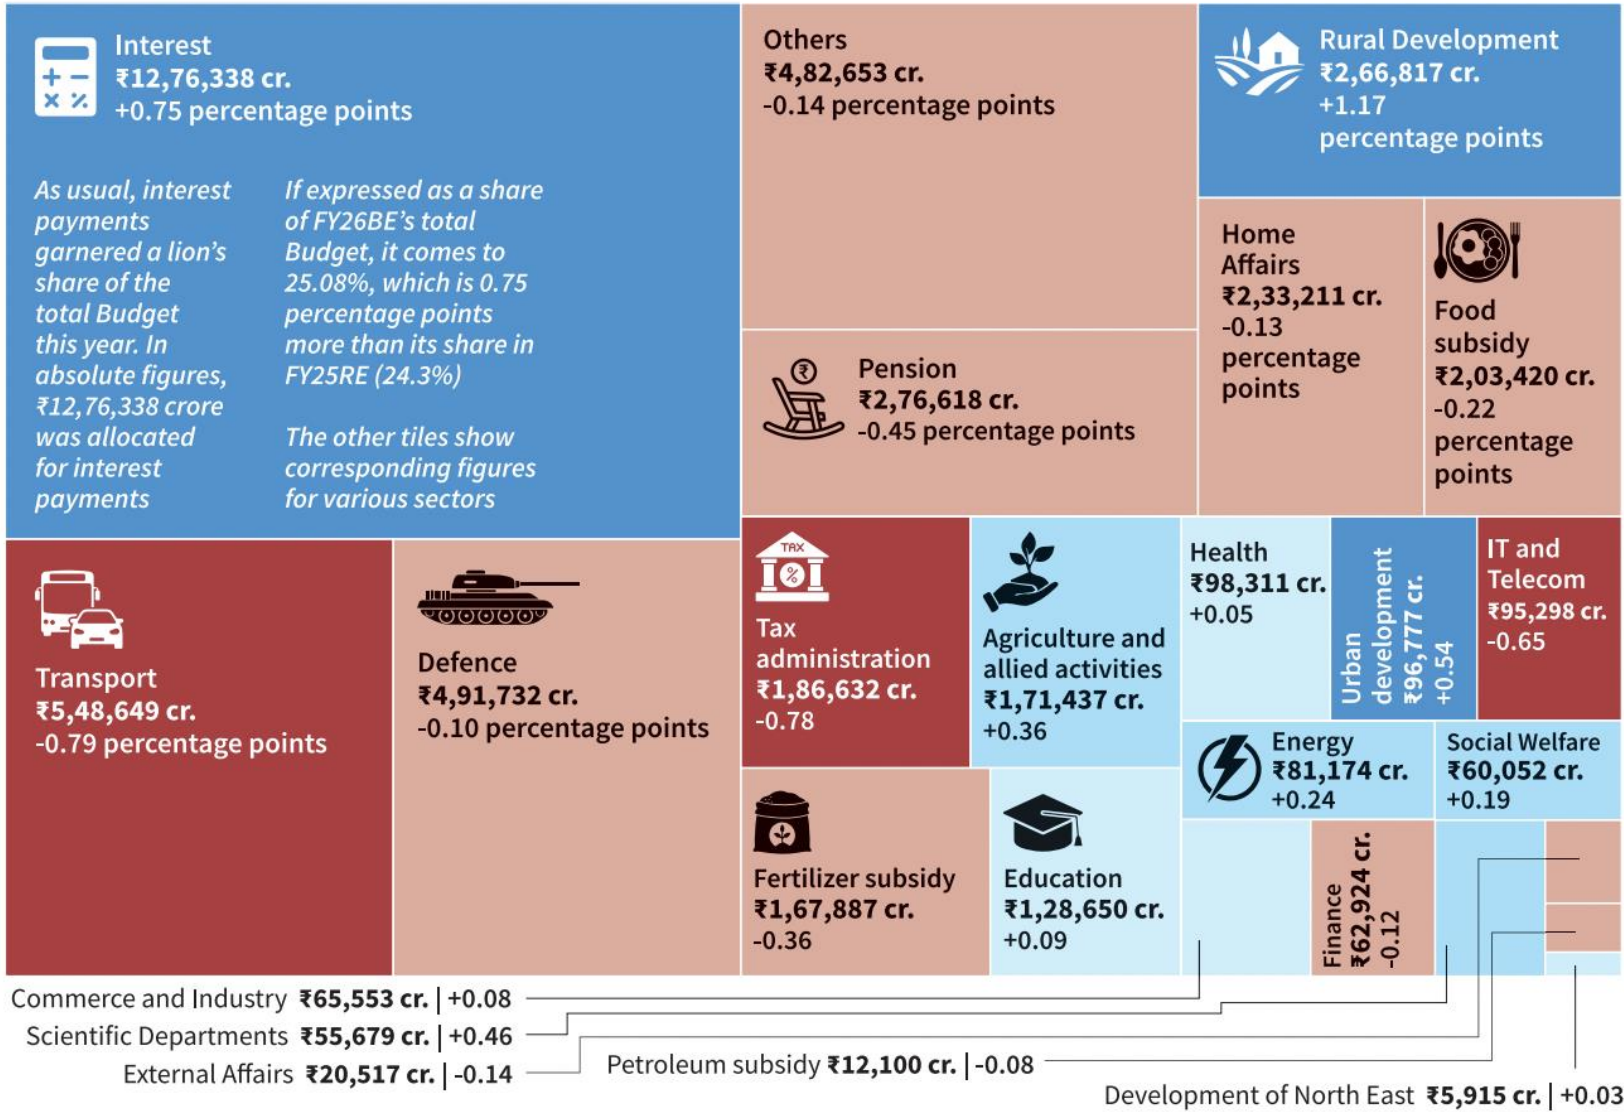 Interest
₹12,76,338 cr.
+0.75 percentage points
As usual, interest
payments
garnered a lion's
share of the
total Budget
this year. In
absolute figures,
₹12,76,338 crore
was allocated
for interest
payments
If expressed as a share
of FY26BE's total
Budget, it comes to
25.08%, which is 0.75
percentage points
more than its share in
FY25RE (24.3%)
The other tiles show
corresponding figures
for various sectors
Others
₹4,82,653 cr.
-0.14 percentage points
Rural Development
₹2,66,817 cr.
+1.17
percentage points
₹
Pension
₹2,76,618 cr.
-0.45 percentage points
Home
Affairs
₹2,33,211 cr.
-0.13
percentage
points
Food
subsidy
₹2,03,420 cr.
-0.22
percentage
points
Transport
₹5,48,649 cr.
-0.79 percentage points
Defence
₹4,91,732 cr.
-0.10 percentage points
TAX
%
Tax
administration
₹1,86,632 cr.
-0.78
Agriculture and
allied activities
₹1,71,437 cr.
+0.36
Health
₹98,311 cr.
+0.05
Urban
development
₹96,777 cr.
+0.54
IT and
Telecom
₹95,298 cr.
-0.65
Fertilizer subsidy
₹1,67,887 cr.
-0.36
Education
₹1,28,650 cr.
+0.09
Energy
₹81,174 cr.
+0.24
Social Welfare
₹60,052 cr.
+0.19
Finance
₹62,924 cr.
-0.12
Commerce and Industry ₹65,553 cr. | +0.08
Scientific Departments ₹55,679 cr. | +0.46
External Affairs ₹20,517 cr. | -0.14
Petroleum subsidy ₹12,100 cr. | -0.08
Development of North East ₹5,915 cr. | +0.03